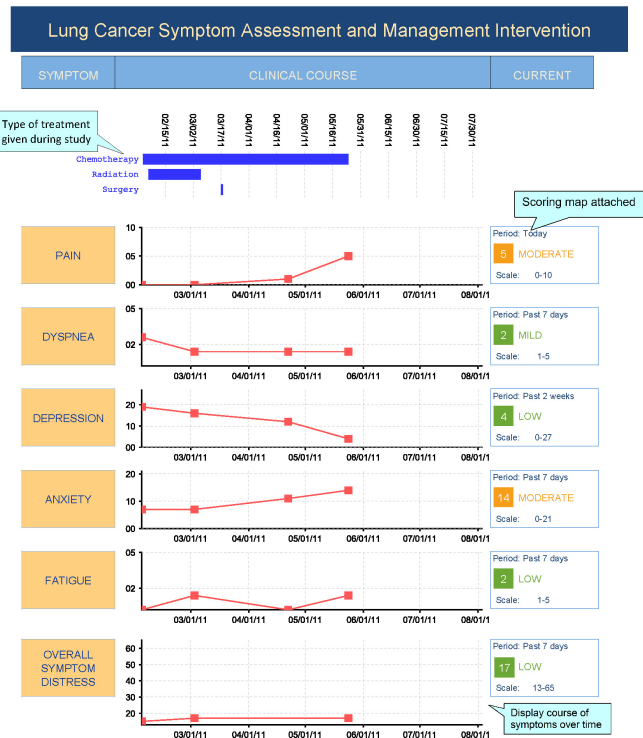 Lung Cancer Symptom Assessment and Management Intervention
SYMPTOM CLINICAL COURSE CURRENT
Type of treatment
given during study
02/15/11 03/02/11 03/17/11 04/01/11 04/16/11 05/01/11 05/16/11 05/31/11 06/15/11 06/30/11 07/15/11 07/30/11
Chemotherapy
Radiation
Surgery
Scoring map attached
PAIN
10
05
00
03/01/11 04/01/11 05/01/11 06/01/11 07/01/11 08/01/1
Period: Today
5 MODERATE
Scale: 0-10
DYSPNEA
05
02
03/01/11 04/01/11 05/01/11 06/01/11 07/01/11 08/01/1
Period: Past 7 days
2 MILD
Scale: 1-5
DEPRESSION
20
10
00
03/01/11 04/01/11 05/01/11 06/01/11 07/01/11 08/01/1
Period: Past 2 weeks
4 LOW
Scale: 0-27
ANXIETY
20
10
00
03/01/11 04/01/11 05/01/11 06/01/11 07/01/11 08/01/1
Period: Past 7 days
14 MODERATE
Scale: 0-21
FATIGUE
05
02
03/01/11 04/01/11 05/01/11 06/01/11 07/01/11 08/01/1
Period: Past 7 days
2 LOW
Scale: 1-5
OVERALL
SYMPTOM
DISTRESS
60
50
40
30
20
03/01/11 04/01/11 05/01/11 06/01/11 07/01/11 08/01/1
Period: Past 7 days
17 LOW
Scale: 13-65
Display course of
symptoms over time